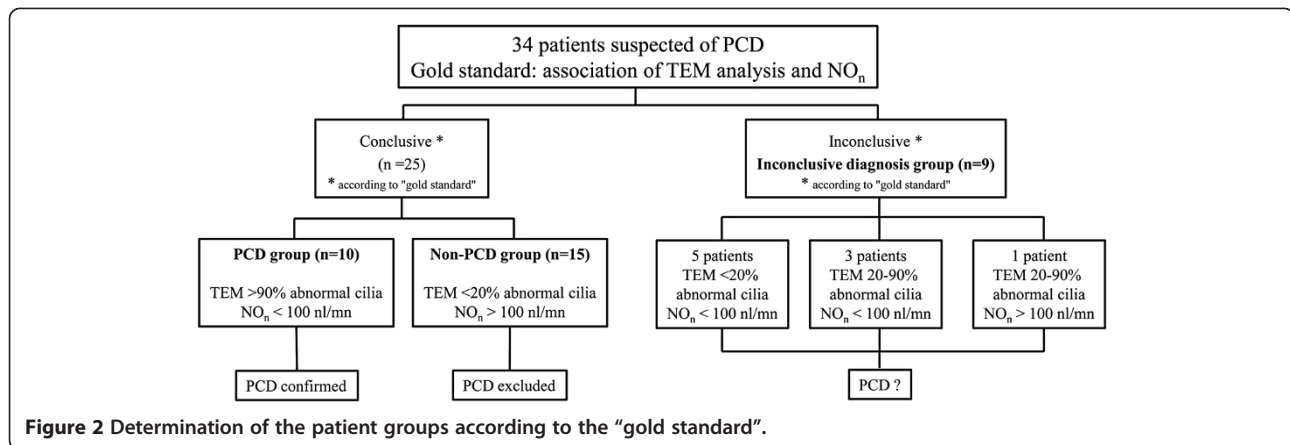 34 patients suspected of PCD
Gold standard: association of TEM analysis and NOn
Conclusive *
(n =25)
* according to "gold standard"
Inconclusive *
Inconclusive diagnosis group (n=9)
* according to "gold standard"
PCD group (n=10)
TEM >90% abnormal cilia
NOn < 100 nl/mn
Non-PCD group (n=15)
TEM <20% abnormal cilia
NOn > 100 nl/mn
5 patients
TEM <20%
abnormal cilia
NOn < 100 nl/mn
3 patients
TEM 20-90%
abnormal cilia
NOn < 100 nl/mn
1 patient
TEM 20-90%
abnormal cilia
NOn > 100 nl/mn
PCD confirmed
PCD excluded
PCD ?
Figure 2 Determination of the patient groups according to the “gold standard”.